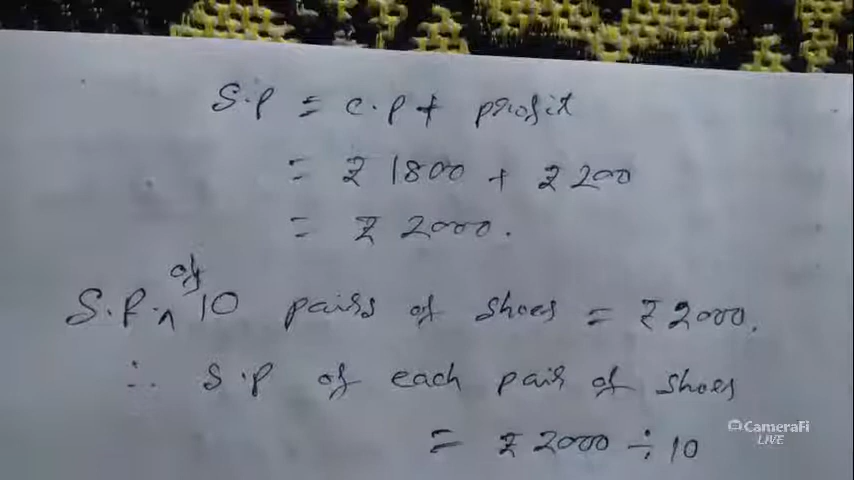 S.P = C.P + profit
= ₹ 1800 + ₹ 200
= ₹ 2000.
S.P. ^ of 10 pairs of shoes = ₹ 2000.
∴ S.P of each pair of shoes
= ₹ 2000 ÷ 10
CameraFi
LIVE